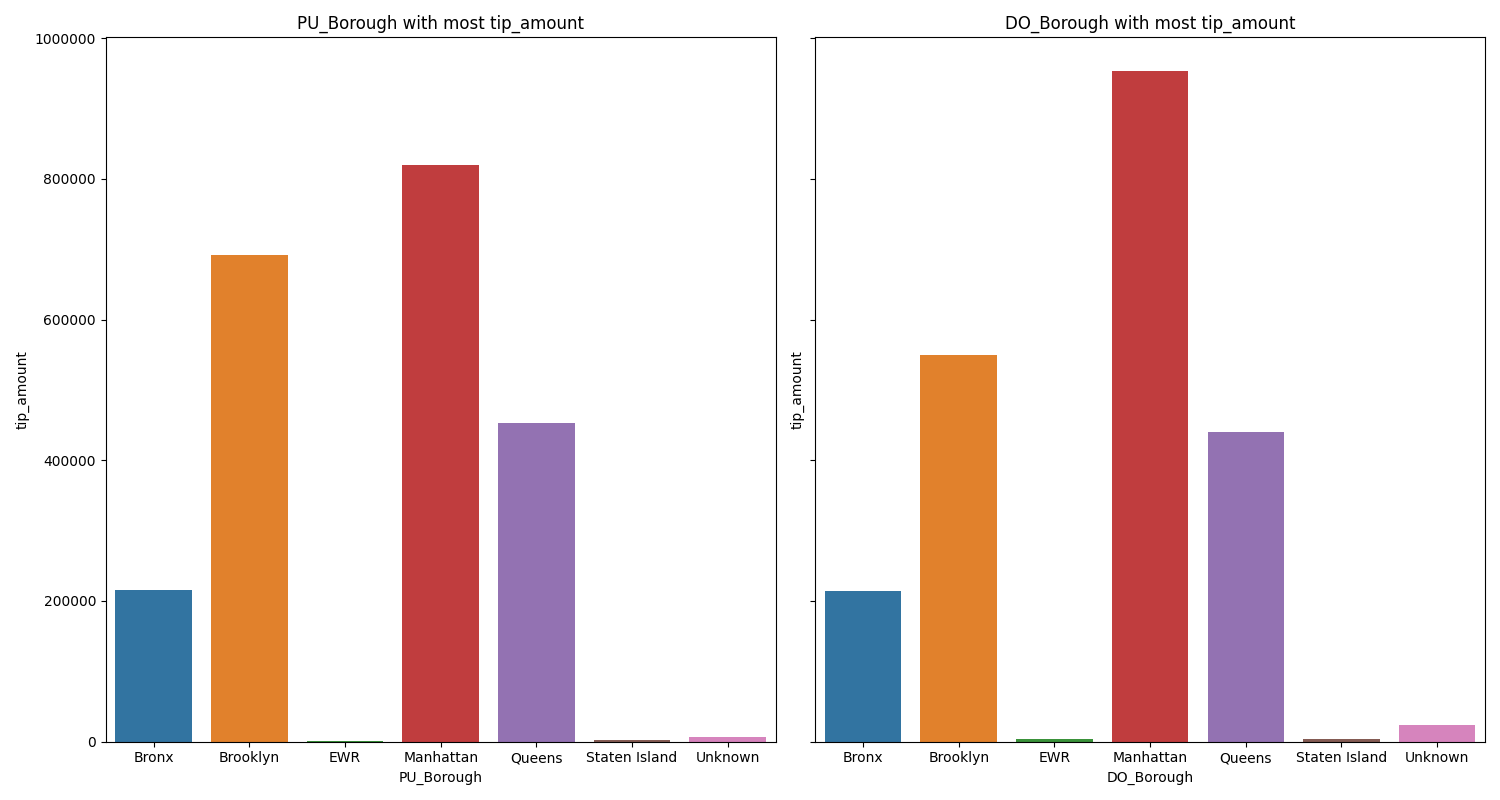 PU_Borough with most tip_amount
DO_Borough with most tip_amount
1000000
800000
600000
400000
200000
0
tip_amount
tip_amount
Bronx Brooklyn EWR Manhattan Queens Staten Island Unknown
Bronx Brooklyn EWR Manhattan Queens Staten Island Unknown
PU_Borough
DO_Borough